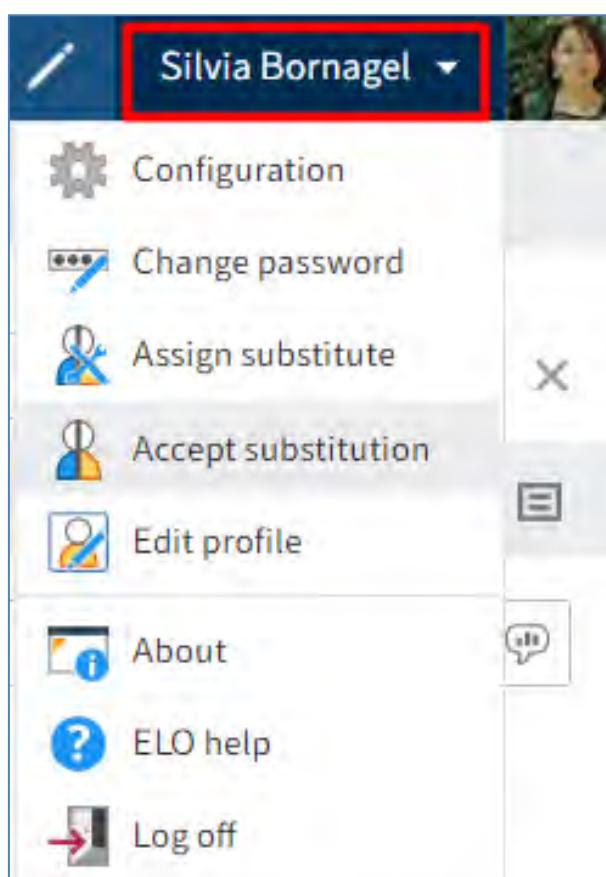 Silvia Bornagel
Configuration
Change password
Assign substitute
Accept substitution
Edit profile
About
ELO help
Log off